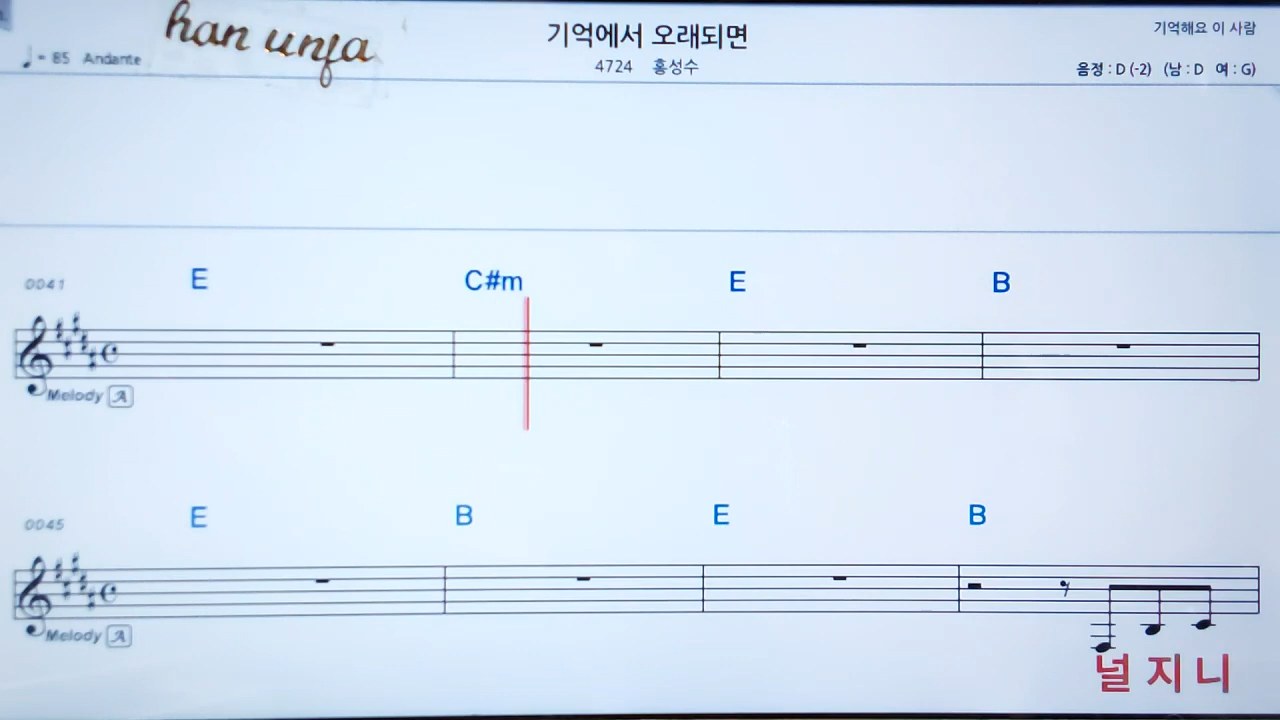 han unfa
기억에서 오래되면
기억해요 이 사람
♩ = 85 Andante
4724 홍성수
음정 : D (-2) (남 : D 여 : G)
0041 E C#m E B
Melody A
0045 E B E B
Melody A
널 지 니